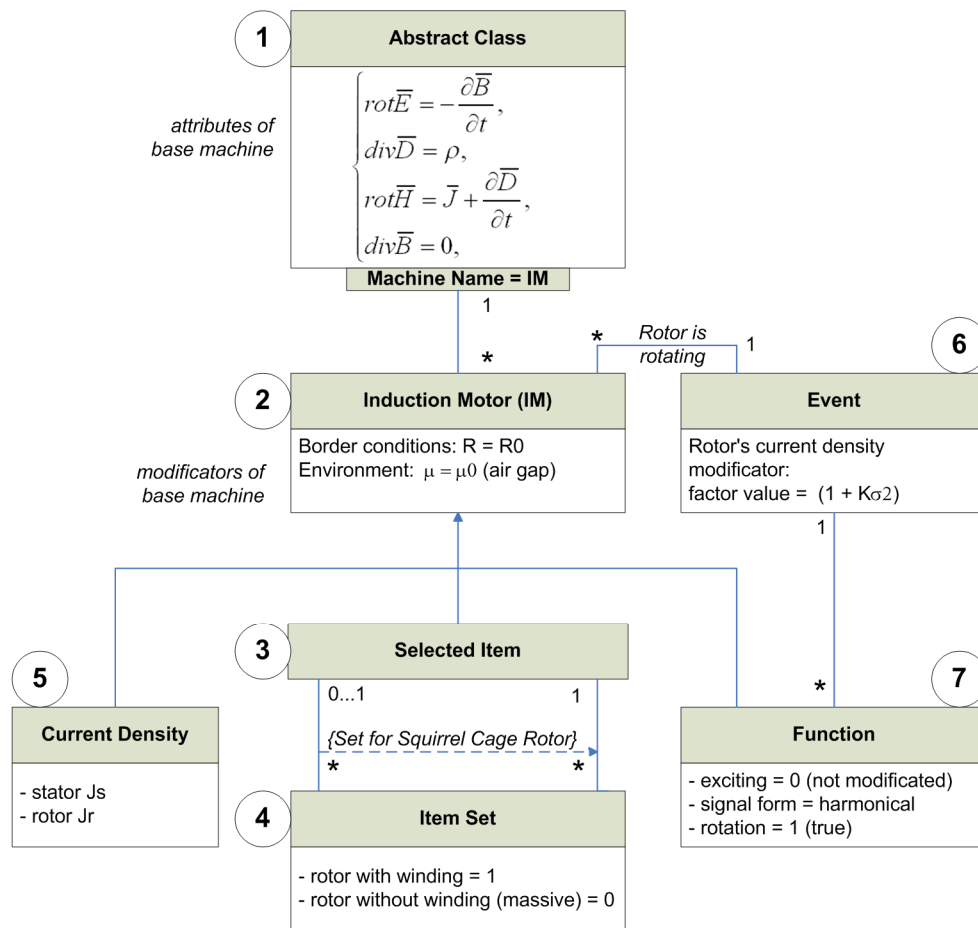 1
Abstract Class
attributes of
base machine
rotE̅ = −∂B̅/∂t,
divD̅ = ρ,
rotH̅ = J̅ + ∂D̅/∂t,
divB̅ = 0,
Machine Name = IM
1
*
*
Rotor is
rotating
1
6
2
Induction Motor (IM)
Border conditions: R = R0
Environment: μ = μ0 (air gap)
modificators of
base machine
Event
Rotor's current density
modificator:
factor value = (1 + Kσ2)
1
*
3
Selected Item
0...1
1
{Set for Squirrel Cage Rotor}
*
*
5
Current Density
- stator Js
- rotor Jr
4
Item Set
- rotor with winding = 1
- rotor without winding (massive) = 0
7
Function
- exciting = 0 (not modificated)
- signal form = harmonical
- rotation = 1 (true)